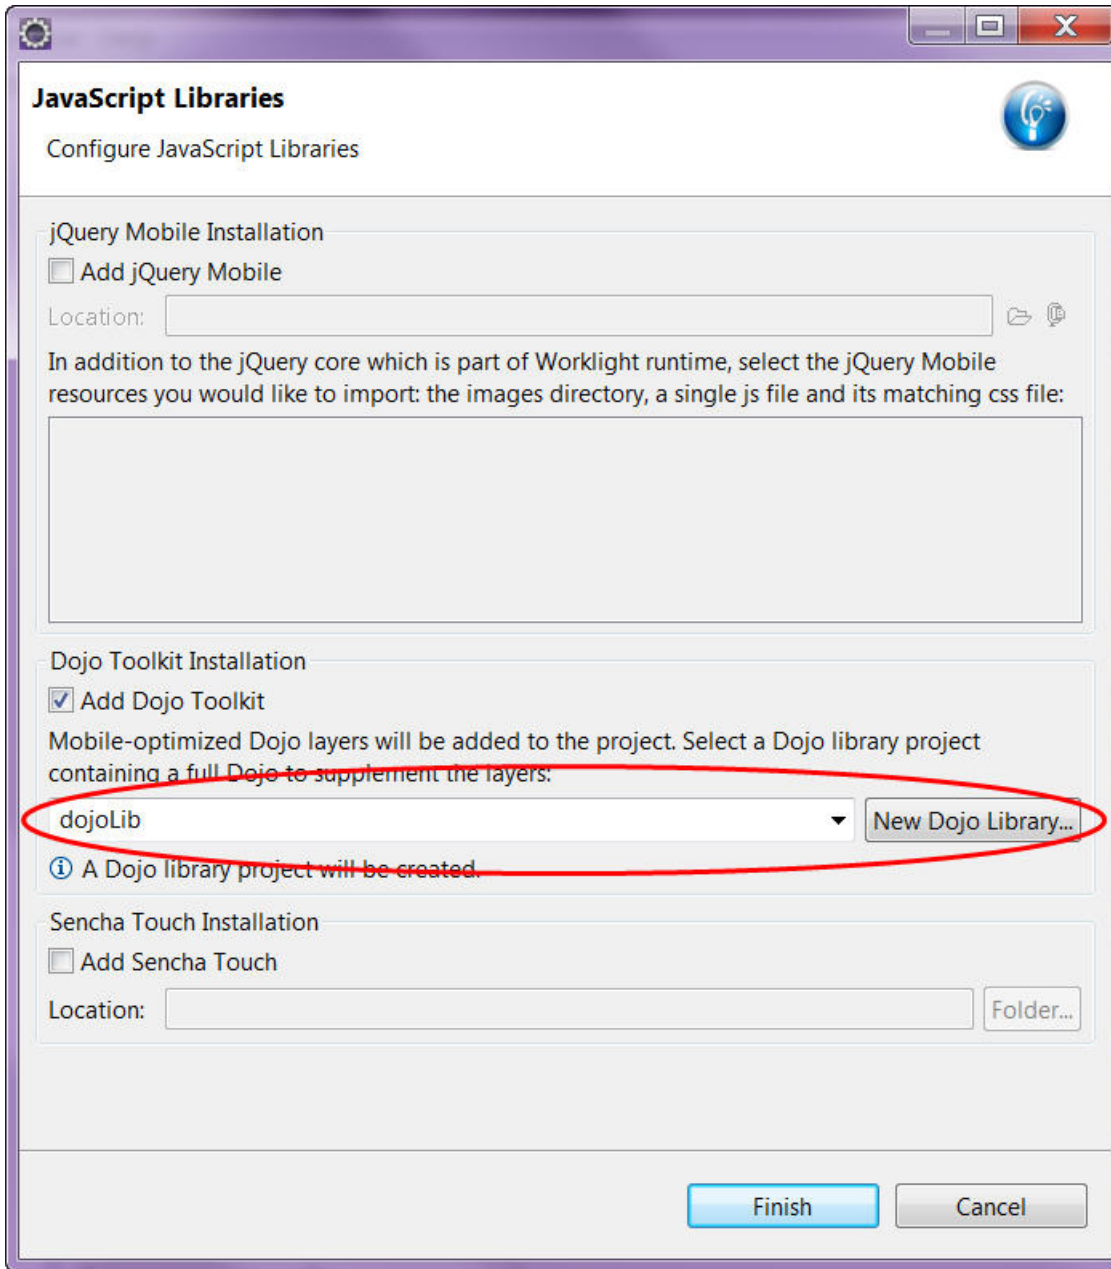 JavaScript Libraries
Configure JavaScript Libraries
jQuery Mobile Installation
Add jQuery Mobile
Location:
In addition to the jQuery core which is part of Worklight runtime, select the jQuery Mobile
resources you would like to import: the images directory, a single js file and its matching css file:
Dojo Toolkit Installation
Add Dojo Toolkit
Mobile-optimized Dojo layers will be added to the project. Select a Dojo library project
containing a full Dojo to supplement the layers:
dojoLib New Dojo Library...
A Dojo library project will be created.
Sencha Touch Installation
Add Sencha Touch
Location: Folder...
Finish Cancel